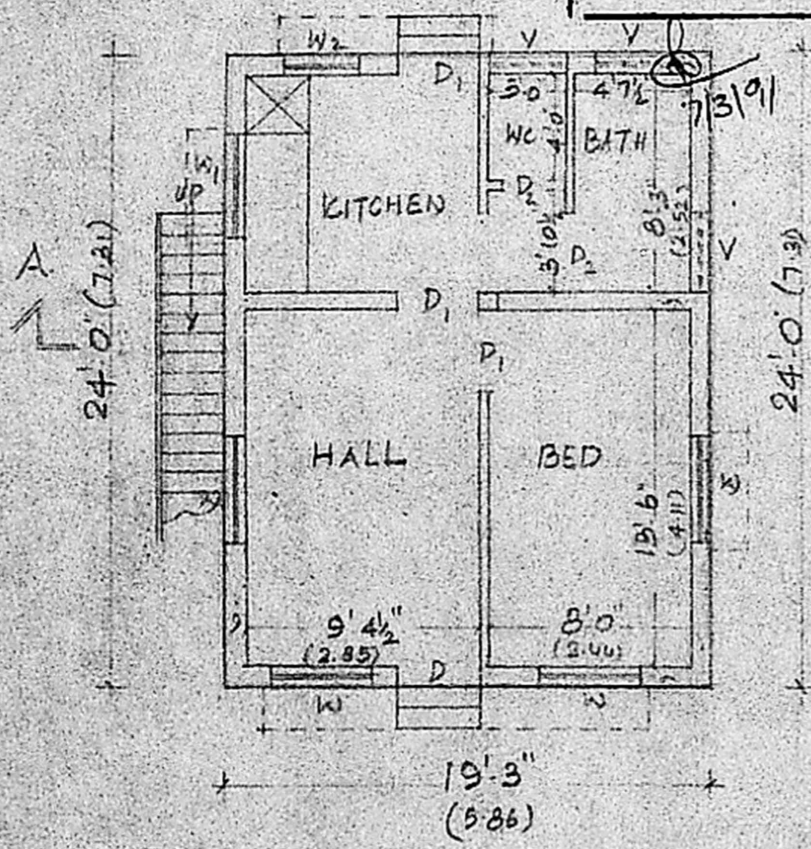 W2
V
V
D1
3.0
4'7½
7/3/91
W1
UP
WC
4'0
BATH
KITCHEN
D2
8'.3"
(2.52)
A
3'10½
D2
V
D1
24'.0" (7.31)
24'.0" (7.3)
D1
HALL
BED
13'.6"
(4.11)
W
9'4½"
(2.85)
8'0"
(2.44)
W
D
W
19'.3"
(5.86)